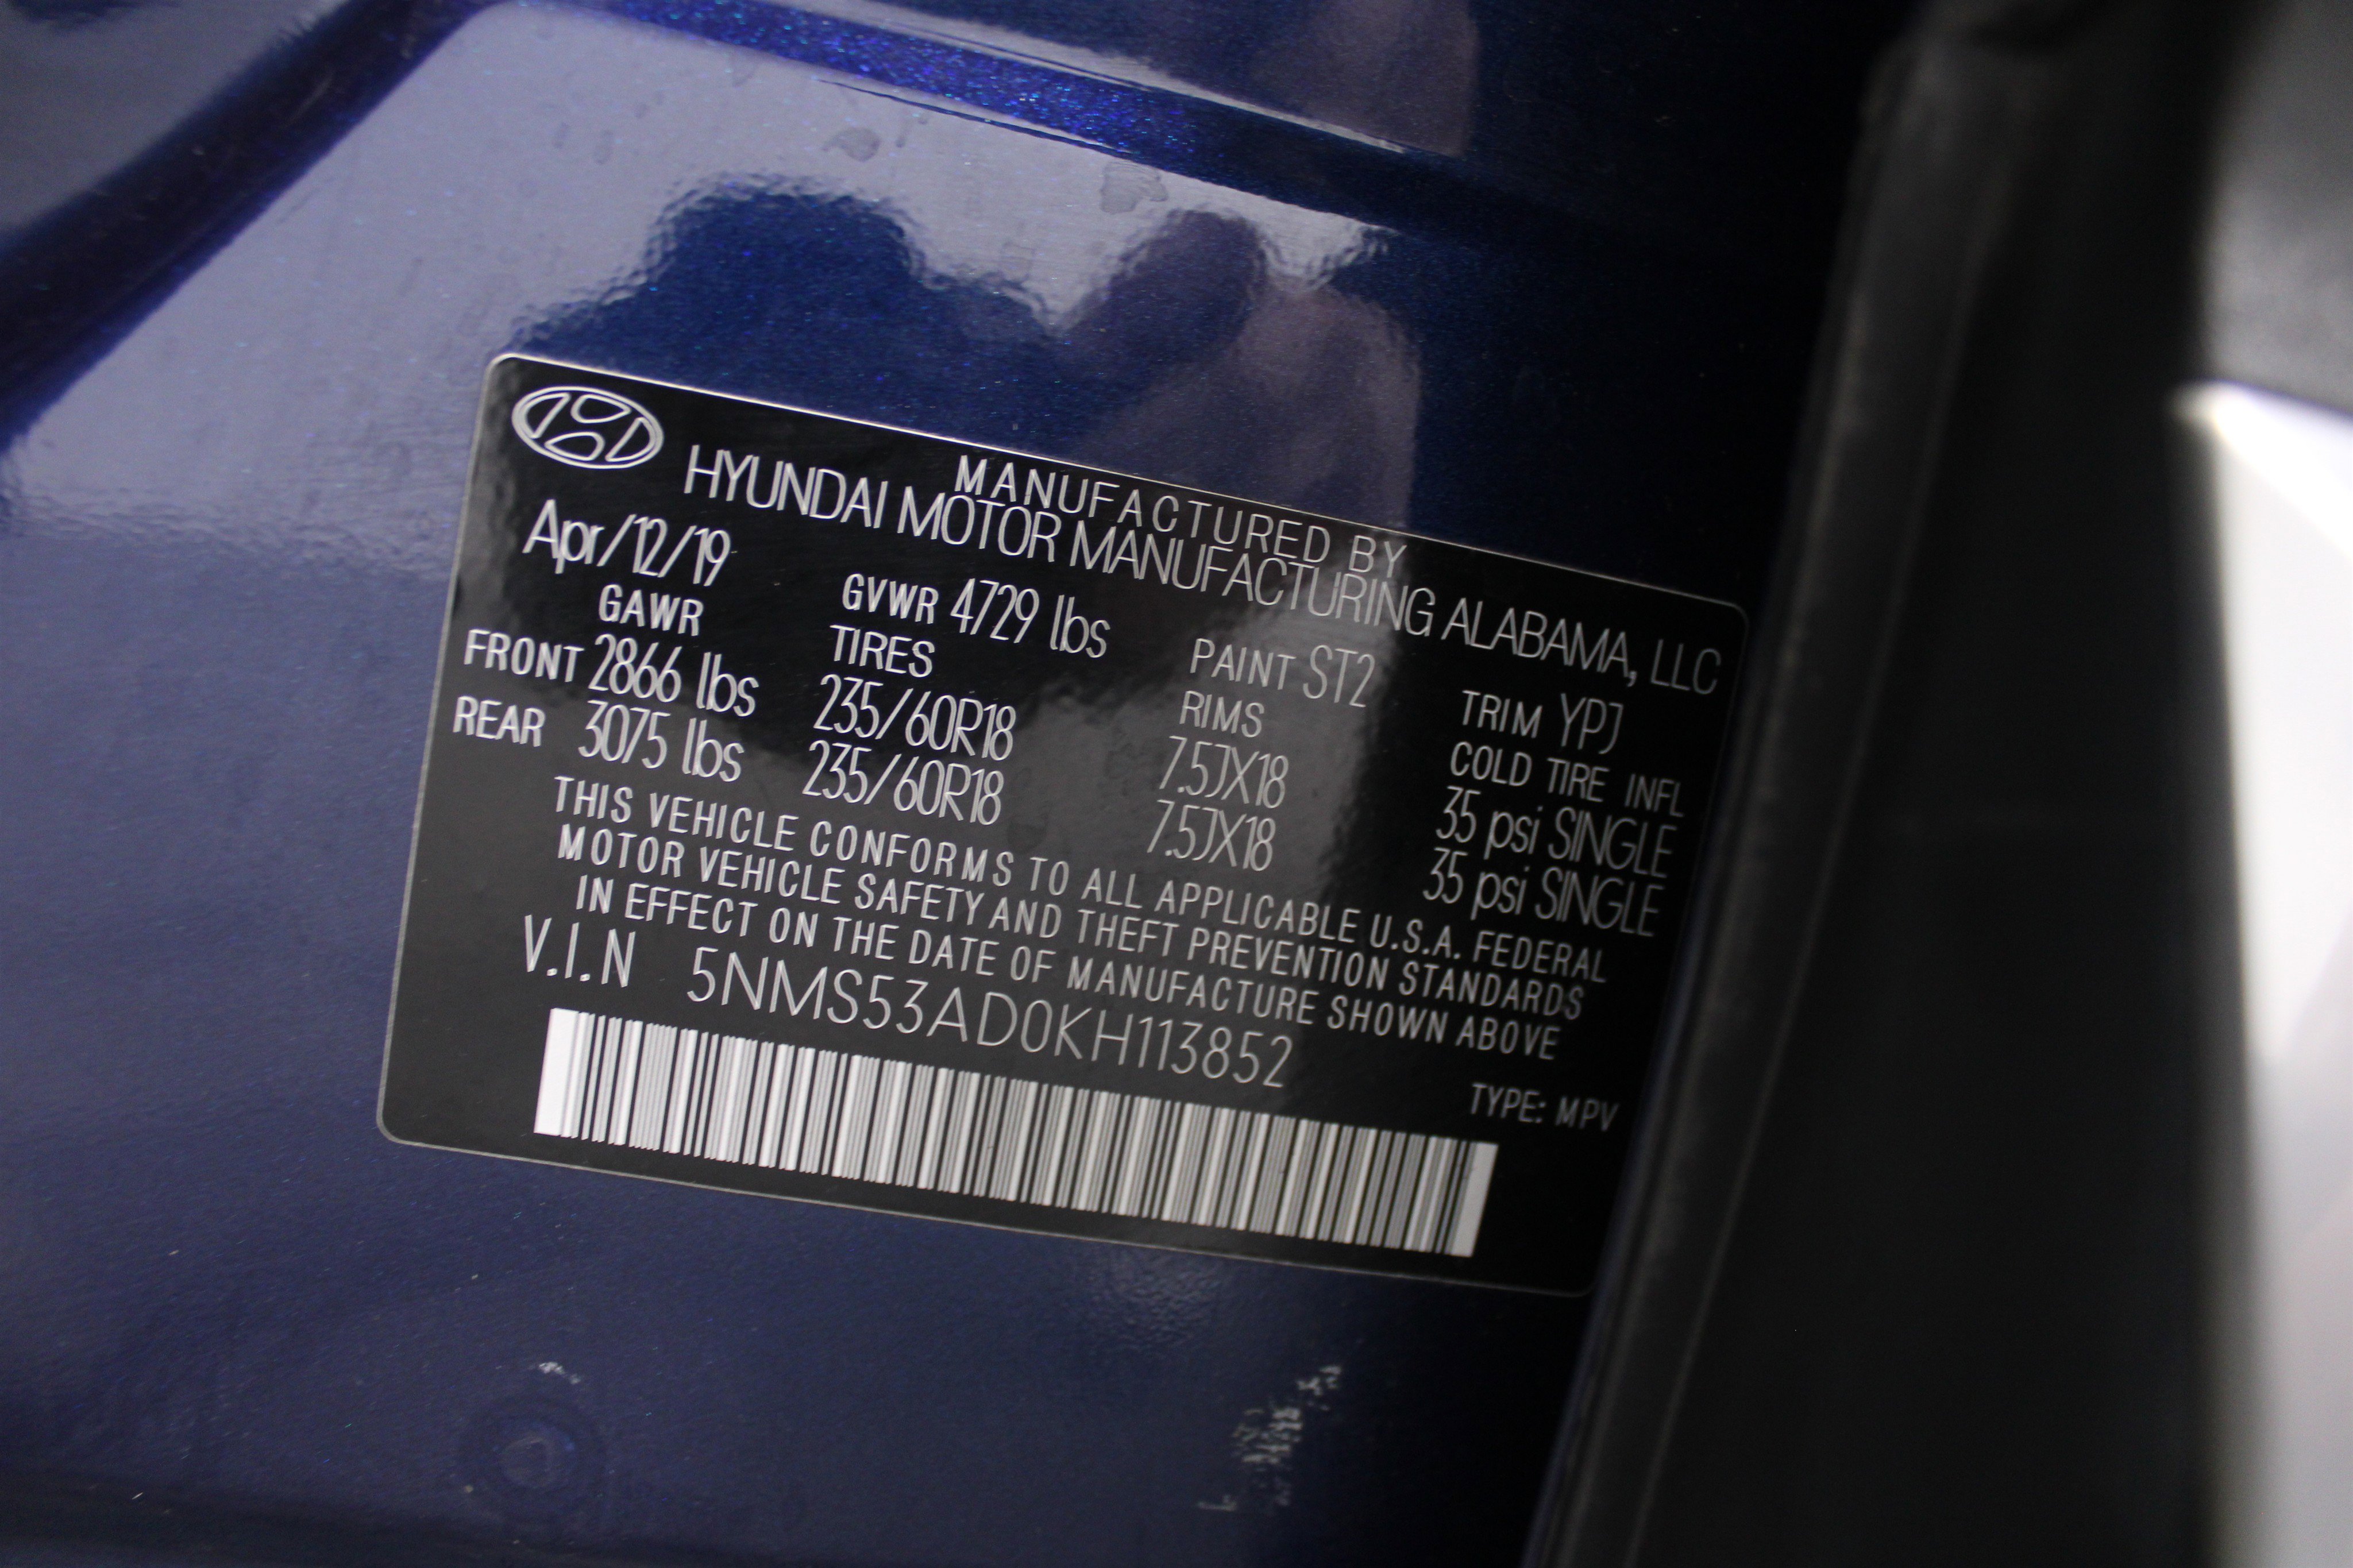 MANUFACTURED BY
HYUNDAI MOTOR MANUFACTURING ALABAMA, LLC
Apr/12/19 GVWR 4729 lbs PAINT ST2 TRIM YPJ
GAWR TIRES RIMS COLD TIRE INFL
FRONT 2866 lbs 235/60R18 7.5JX18 35 psi SINGLE
REAR 3075 lbs 235/60R18 7.5JX18 35 psi SINGLE
THIS VEHICLE CONFORMS TO ALL APPLICABLE U.S.A. FEDERAL
MOTOR VEHICLE SAFETY AND THEFT PREVENTION STANDARDS
IN EFFECT ON THE DATE OF MANUFACTURE SHOWN ABOVE
V.I.N 5NMS53AD0KH113852 TYPE: MPV